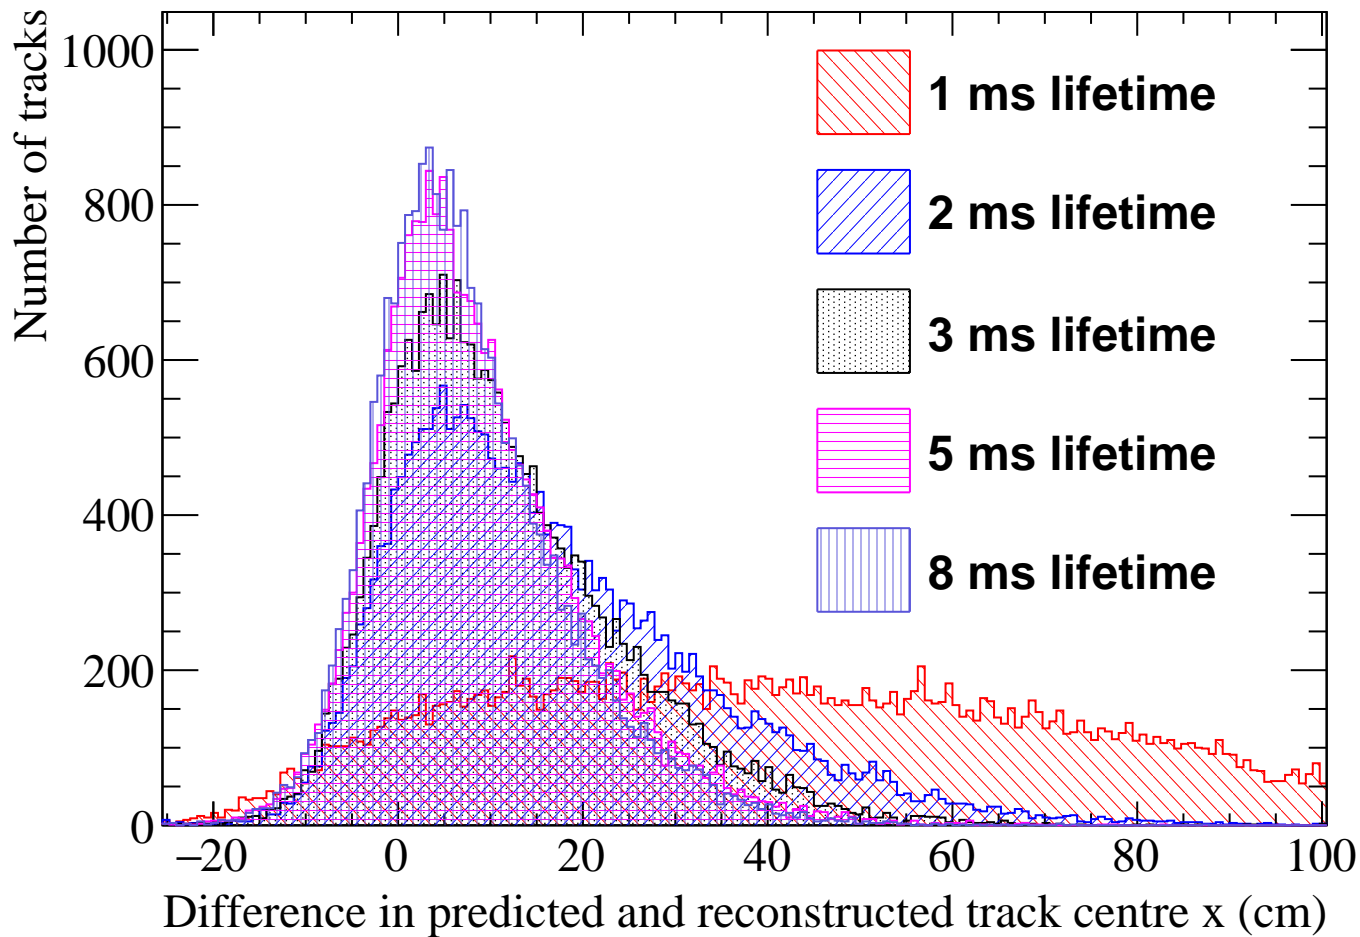 Number of tracks
1000
800
600
400
200
0
1 ms lifetime
2 ms lifetime
3 ms lifetime
5 ms lifetime
8 ms lifetime
−20 0 20 40 60 80 100
Difference in predicted and reconstructed track centre x (cm)